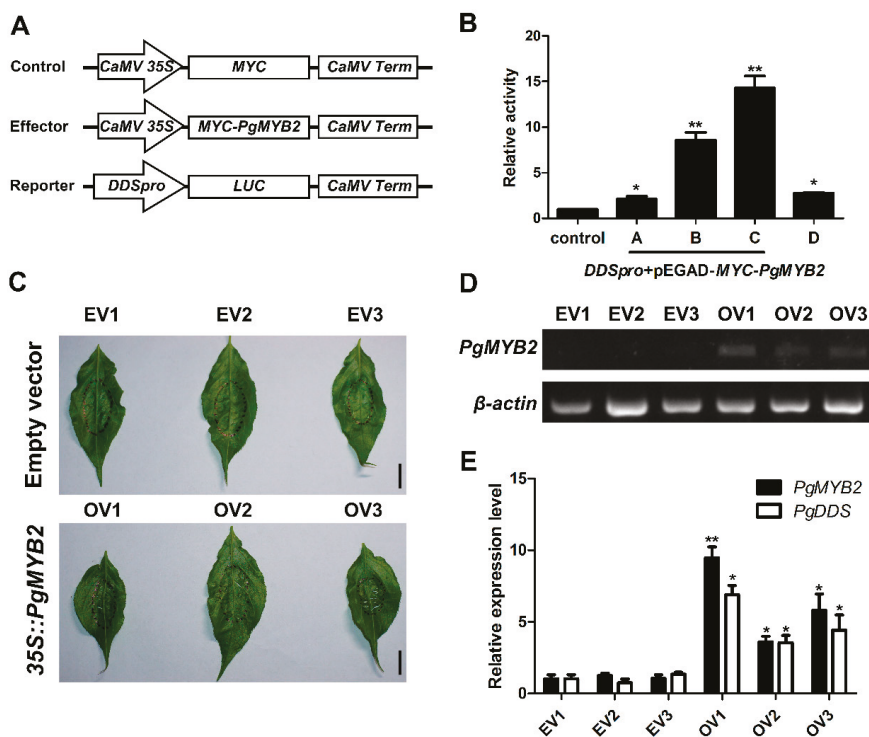 A
Control CaMV 35S MYC CaMV Term
Effector CaMV 35S MYC-PgMYB2 CaMV Term
Reporter DDSpro LUC CaMV Term
B
Relative activity
20
15
10
5
0
* ** ** *
control A B C D
DDSpro+pEGAD-MYC-PgMYB2
C
EV1 EV2 EV3
Empty vector
OV1 OV2 OV3
35S::PgMYB2
D
EV1 EV2 EV3 OV1 OV2 OV3
PgMYB2
β-actin
E
Relative expression level
15
10
5
0
PgMYB2
PgDDS
** * * * * *
EV1 EV2 EV3 OV1 OV2 OV3